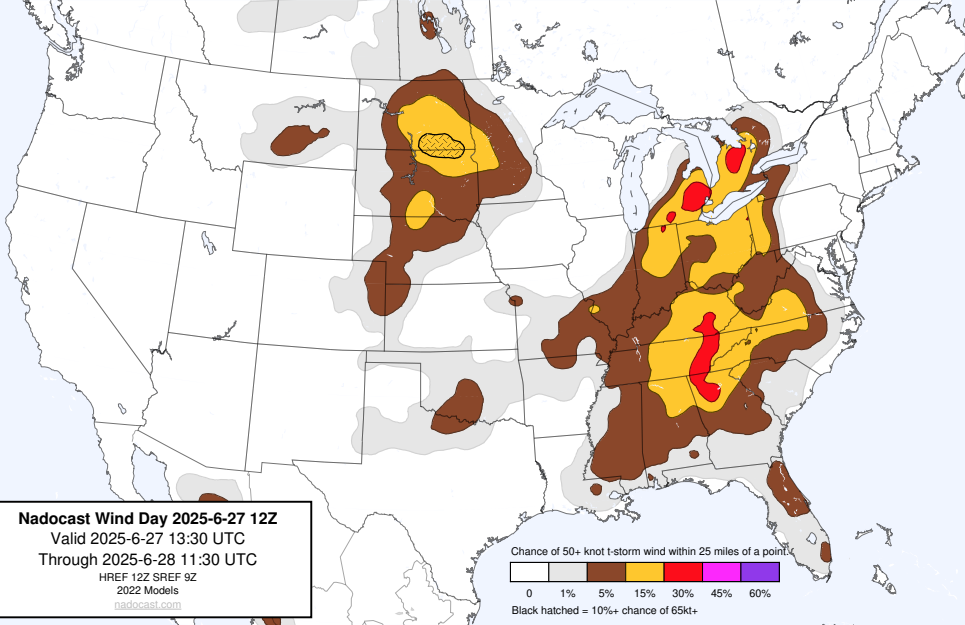 Nadocast Wind Day 2025-6-27 12Z
Valid 2025-6-27 13:30 UTC
Through 2025-6-28 11:30 UTC
HREF 12Z SREF 9Z
2022 Models
nadocast.com
Chance of 50+ knot t-storm wind within 25 miles of a point.
0 1% 5% 15% 30% 45% 60%
Black hatched = 10%+ chance of 65kt+